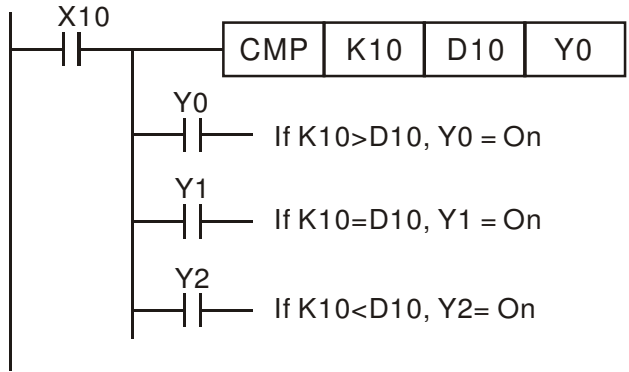 X10
CMP K10 D10 Y0
Y0
If K10>D10, Y0 = On
Y1
If K10=D10, Y1 = On
Y2
If K10<D10, Y2= On